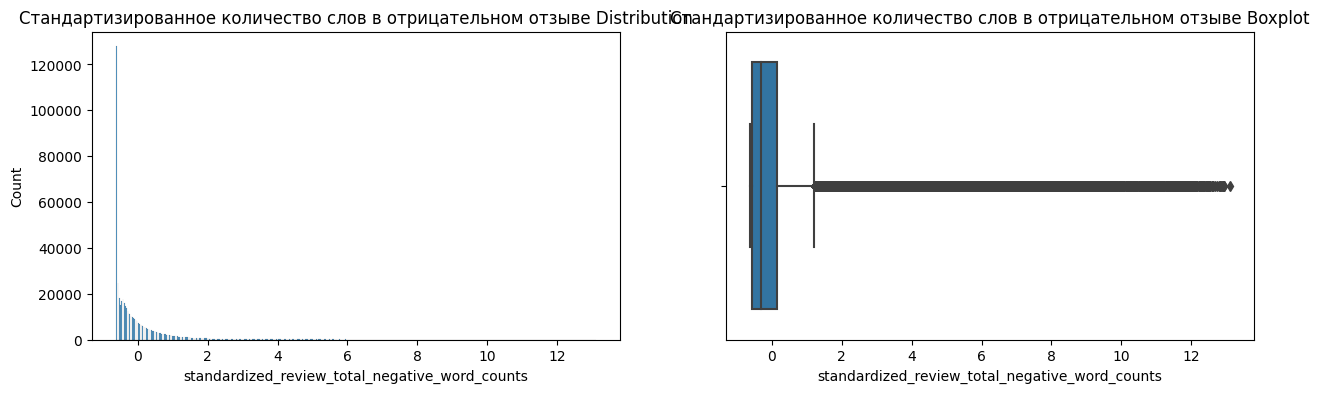 Стандартизированное количество слов в отрицательном отзыве Distribution
120000
100000
80000
60000
40000
20000
0
Count
0 2 4 6 8 10 12
standardized_review_total_negative_word_counts
Стандартизированное количество слов в отрицательном отзыве Boxplot
0 2 4 6 8 10 12
standardized_review_total_negative_word_counts